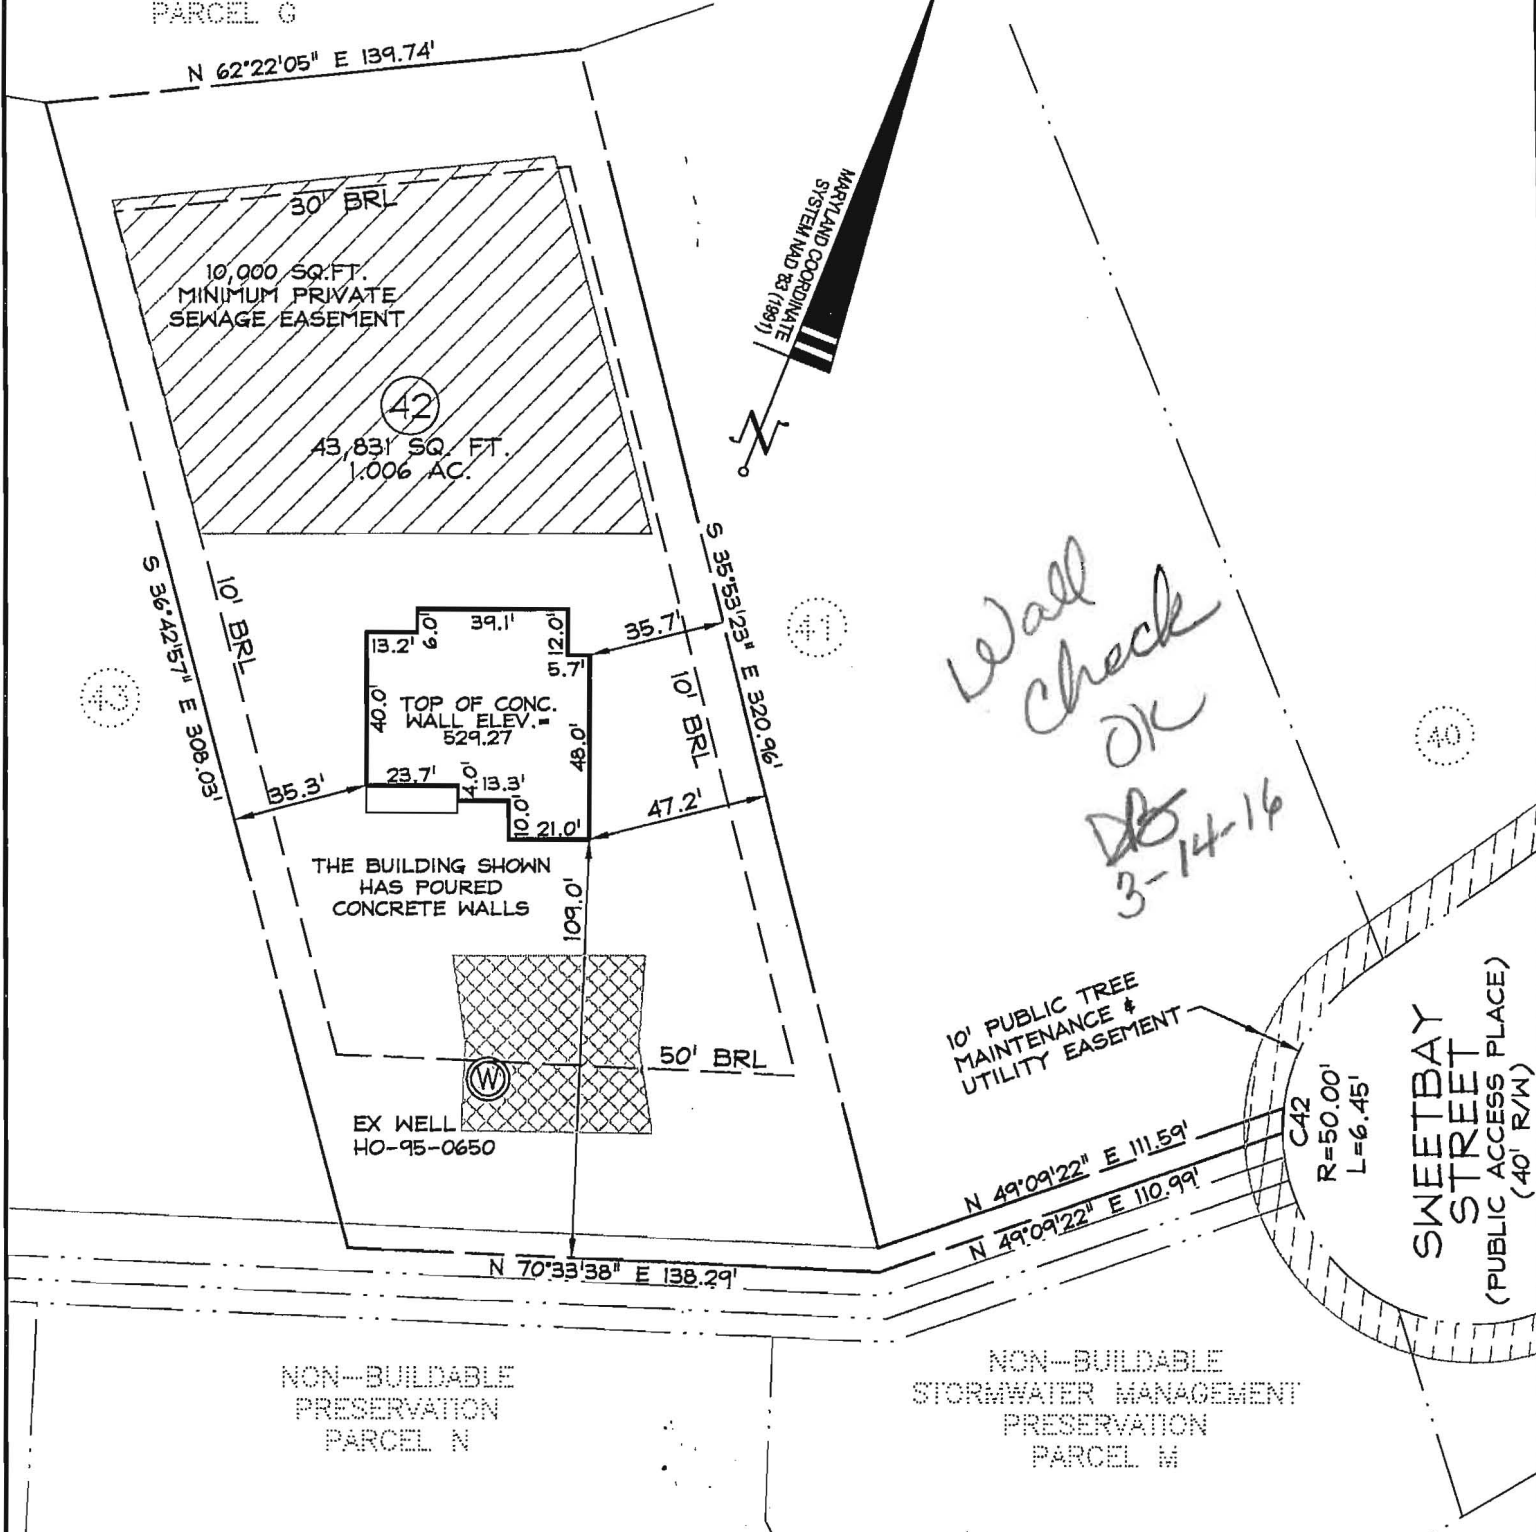 PARCEL G
N 62°22'05" E 139.74'
30' BRL
10,000 SQ.FT.
MINIMUM PRIVATE
SEWAGE EASEMENT
42
43,831 SQ. FT.
1.006 AC.
MARYLAND COORDINATE
SYSTEM NAD '83 (1991)
N
S 36°42'57" E 308.03'
10' BRL
S 35°53'23" E 320.96'
10' BRL
43
41
40
13.2'
6.0'
39.1'
12.0'
5.7'
35.7'
40.0'
TOP OF CONC.
WALL ELEV.=
529.27
48.0'
23.7'
4.0'
13.3'
10.0'
21.0'
35.3'
47.2'
THE BUILDING SHOWN
HAS POURED
CONCRETE WALLS
109.0'
Wall
Check
OK
3-14-16
50' BRL
W
EX WELL
HO-95-0650
10' PUBLIC TREE
MAINTENANCE &
UTILITY EASEMENT
N 49°09'22" E 111.59'
N 49°09'22" E 110.99'
C42
R=50.00'
L=6.45'
SWEETBAY
STREET
(PUBLIC ACCESS PLACE)
(40' R/W)
N 70°33'38" E 138.29'
NON-BUILDABLE
PRESERVATION
PARCEL N
NON-BUILDABLE
STORMWATER MANAGEMENT
PRESERVATION
PARCEL M